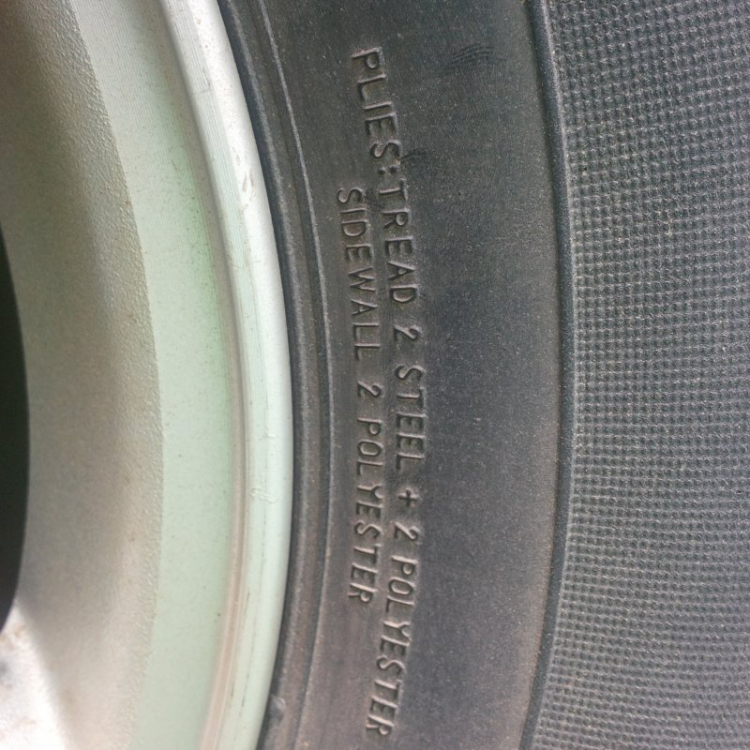 PLIES: TREAD 2 STEEL + 2 POLYESTER
SIDEWALL 2 POLYESTER